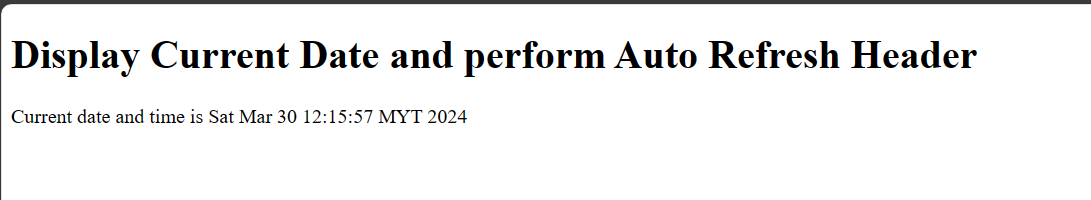 Display Current Date and perform Auto Refresh Header
Current date and time is Sat Mar 30 12:15:57 MYT 2024